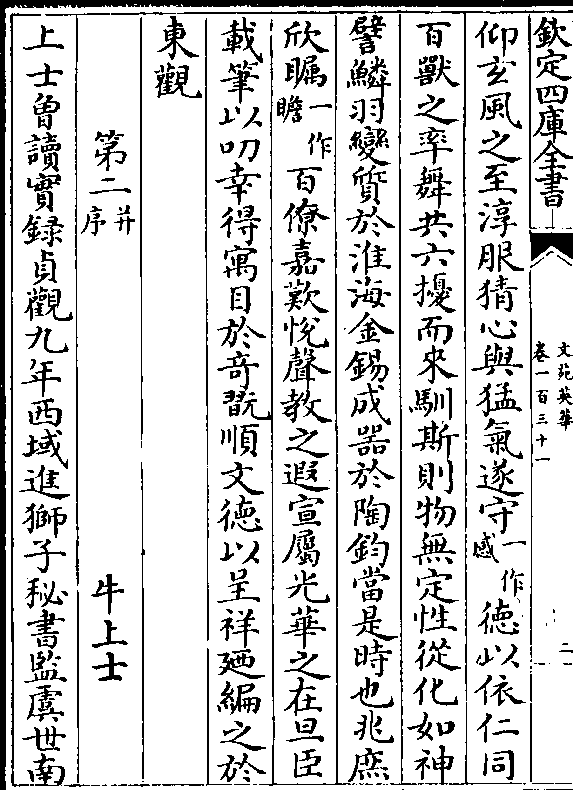 欽定四庫全書
文苑英華
卷一百三十一
二
仰玄風之至淳服猜心與猛氣遂守一作感德以依仁同
百獸之率舞共六擾而來馴斯則物無定性從化如神
譬鱗羽變質於淮海金錫成器於陶鈞當是時也兆庶
欣矚一作瞻百僚嘉歎悅聲教之遐宣屬光華之在旦臣
載筆以叨幸得寓目於奇翫順文德以呈祥廼編之於
東觀
第二并序
牛上士
上士曾讀實録貞觀九年西域進獅子秘書監虞世南